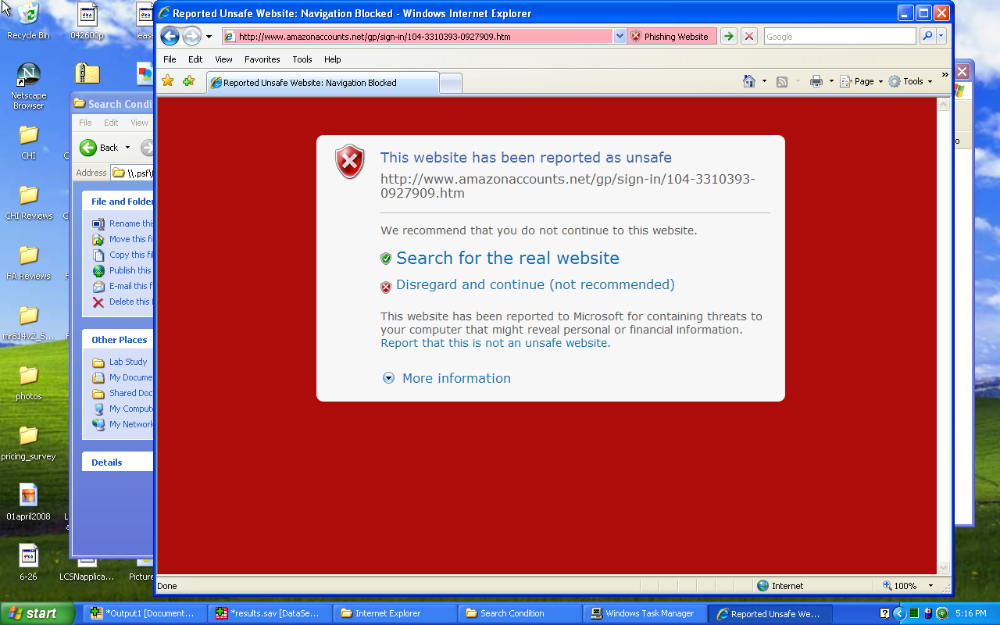 Recycle Bin
042600p
lease
Netscape
Browser
CHI
CHI Reviews
FA Reviews
mr814v2_5...
photos
pricing_survey
01april2008
6-26
LCSNapplica...
Picture
Search Condi
File Edit View
Back
Address \\.psf\
File and Folder
Rename this
Move this fi
Copy this fil
Publish this
E-mail this f
Delete this
Other Places
Lab Study
My Docume
Shared Doc
My Comput
My Network
Details
Reported Unsafe Website: Navigation Blocked - Windows Internet Explorer
http://www.amazonaccounts.net/gp/sign-in/104-3310393-0927909.htm Phishing Website Google
File Edit View Favorites Tools Help
Reported Unsafe Website: Navigation Blocked Page Tools »
This website has been reported as unsafe
http://www.amazonaccounts.net/gp/sign-in/104-3310393-
0927909.htm
We recommend that you do not continue to this website.
Search for the real website
Disregard and continue (not recommended)
This website has been reported to Microsoft for containing threats to
your computer that might reveal personal or financial information.
Report that this is not an unsafe website.
More information
Done Internet 100%
start *Output1 [Document... *results.sav [DataSe... Internet Explorer Search Condition Windows Task Manager Reported Unsafe We... 5:16 PM